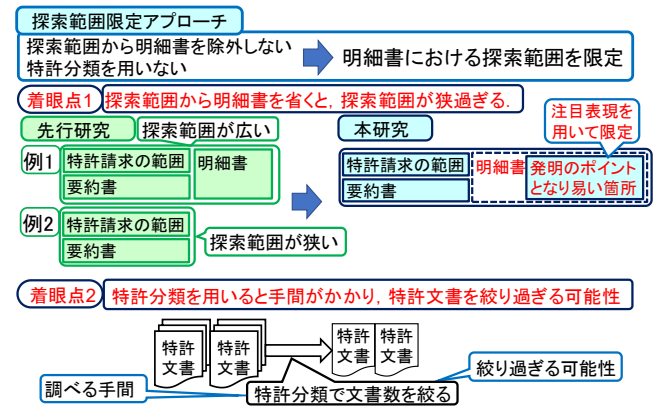 探索範囲限定アプローチ
探索範囲から明細書を除外しない
特許分類を用いない
明細書における探索範囲を限定
着眼点1
探索範囲から明細書を省くと，探索範囲が狭過ぎる．
先行研究
探索範囲が広い
本研究
注目表現を
用いて限定
例1
特許請求の範囲
明細書
要約書
特許請求の範囲
要約書
明細書
発明のポイント
となり易い箇所
例2
特許請求の範囲
要約書
探索範囲が狭い
着眼点2
特許分類を用いると手間がかかり，特許文書を絞り過ぎる可能性
特許
文書
特許
文書
特許
文書
特許
文書
調べる手間
特許分類で文書数を絞る
絞り過ぎる可能性